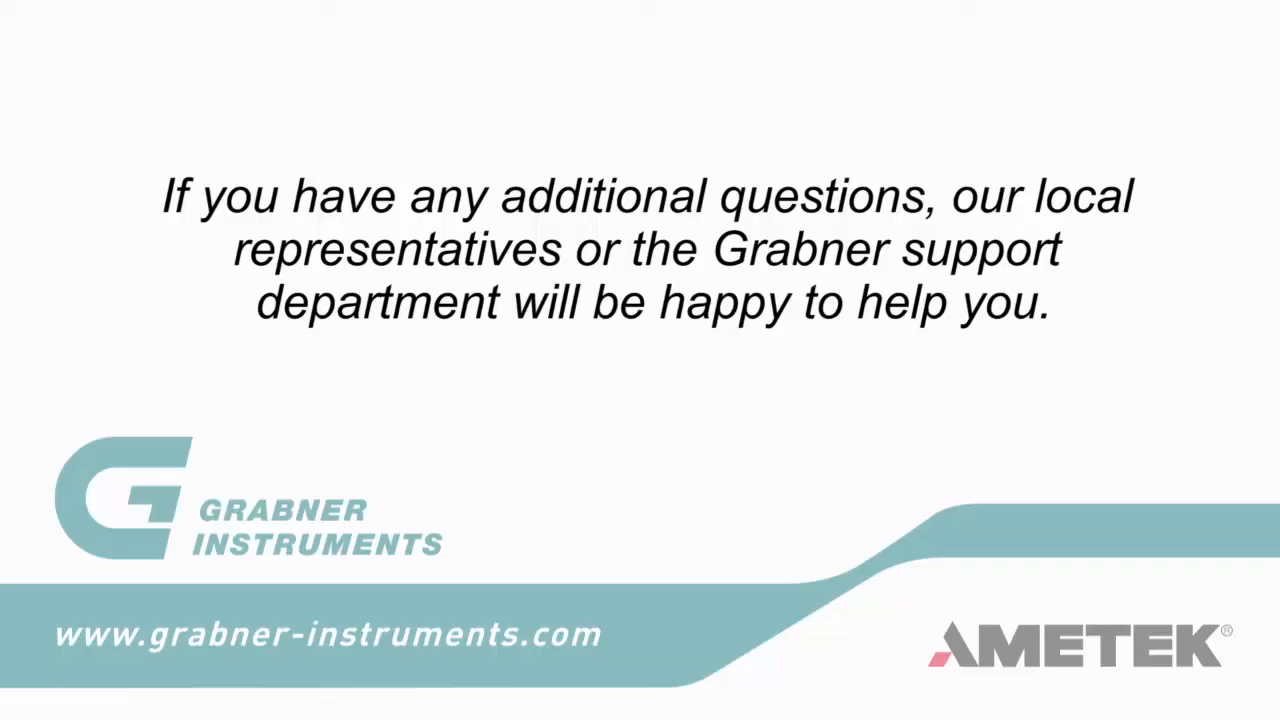 If you have any additional questions, our local
representatives or the Grabner support
department will be happy to help you.
GRABNER
INSTRUMENTS
www.grabner-instruments.com
AMETEK®